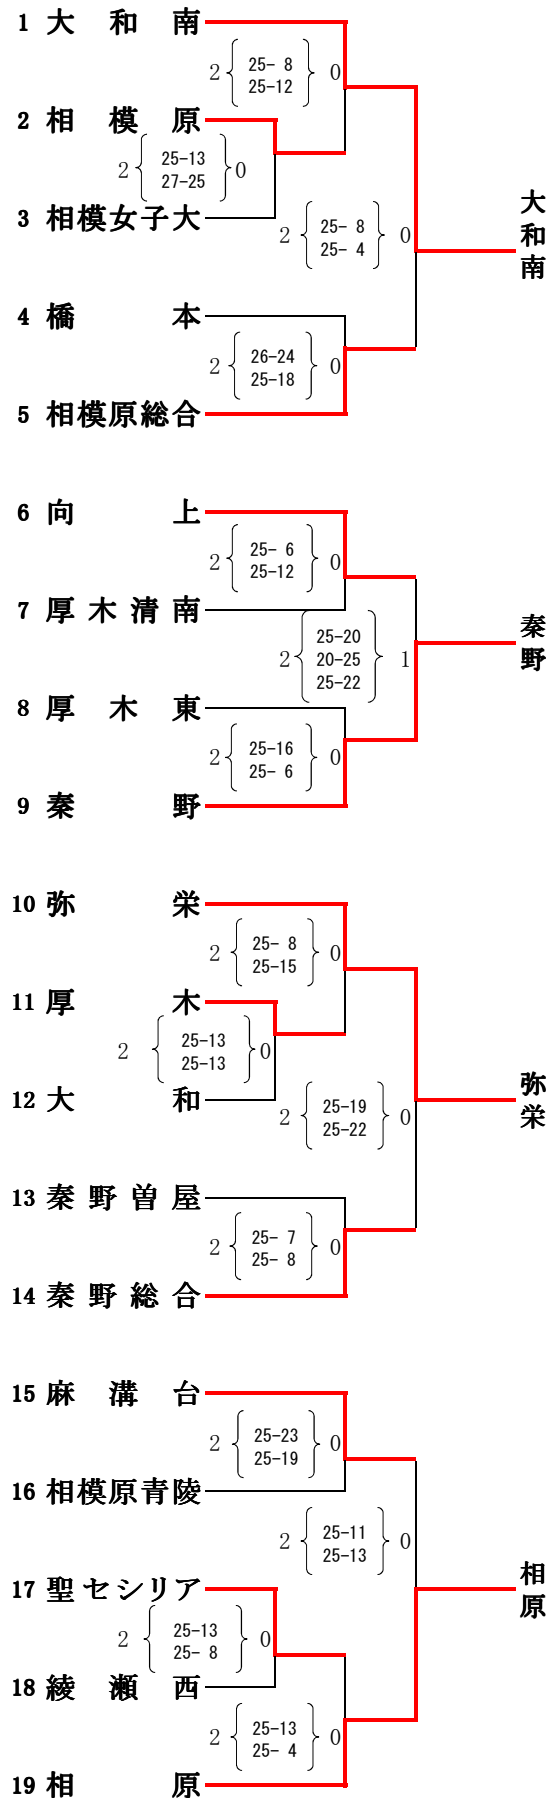 1 大和南
2 { 25- 8 } 0
25-12
2 相模原
2 { 25-13 } 0
27-25
3 相模女子大
2 { 25- 8 } 0
25- 4
大和南
4 橋本
2 { 26-24 } 0
25-18
5 相模原総合
6 向上
2 { 25- 6 } 0
25-12
7 厚木清南
2 { 25-20 } 1
20-25
25-22
秦野
8 厚木東
2 { 25-16 } 0
25- 6
9 秦野
10 弥栄
2 { 25- 8 } 0
25-15
11 厚木
2 { 25-13 } 0
25-13
12 大和
2 { 25-19 } 0
25-22
弥栄
13 秦野曽屋
2 { 25- 7 } 0
25- 8
14 秦野総合
15 麻溝台
2 { 25-23 } 0
25-19
16 相模原青陵
2 { 25-11 } 0
25-13
相原
17 聖セシリア
2 { 25-13 } 0
25- 8
18 綾瀬西
2 { 25-13 } 0
25- 4
19 相原